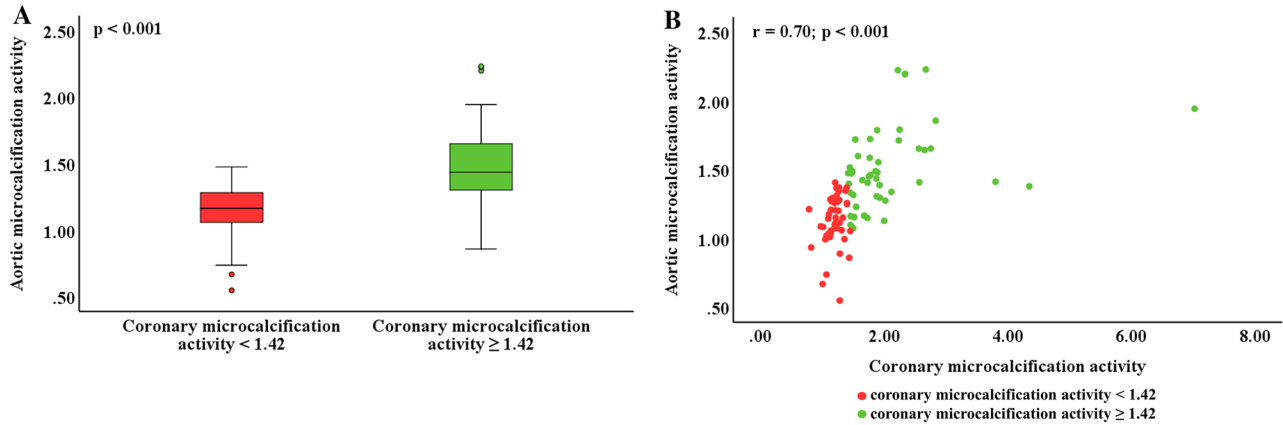 A
p < 0.001
Aortic microcalcification activity
2.50
2.00
1.50
1.00
.50
Coronary microcalcification
activity < 1.42
Coronary microcalcification
activity ≥ 1.42
B
r = 0.70; p < 0.001
Aortic microcalcification activity
2.50
2.00
1.50
1.00
.50
.00
2.00
4.00
6.00
8.00
Coronary microcalcification activity
coronary microcalcification activity < 1.42
coronary microcalcification activity ≥ 1.42